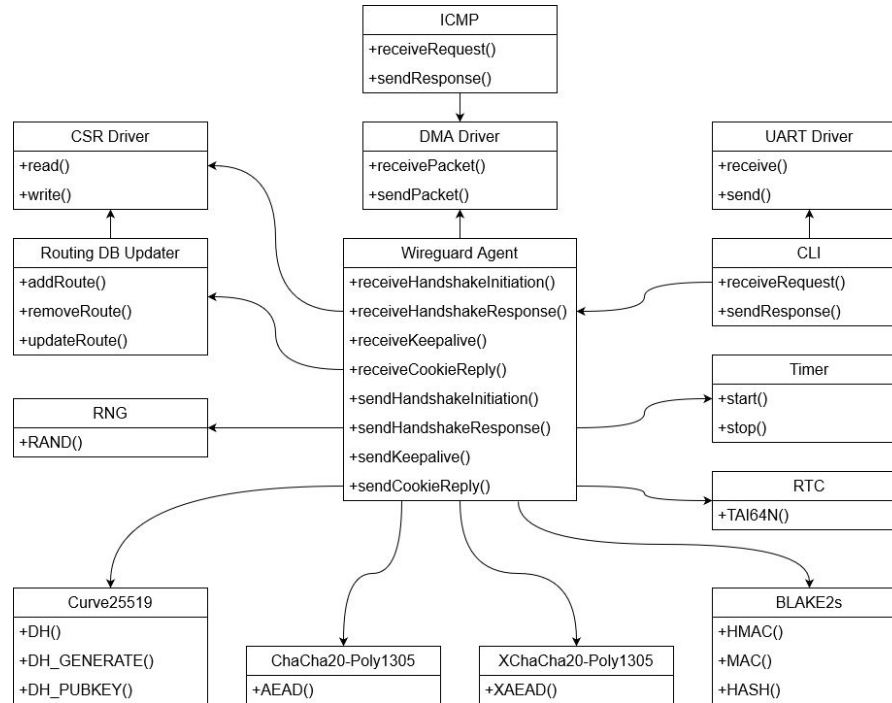 ICMP
+receiveRequest()
+sendResponse()
CSR Driver
+read()
+write()
DMA Driver
+receivePacket()
+sendPacket()
UART Driver
+receive()
+send()
Routing DB Updater
+addRoute()
+removeRoute()
+updateRoute()
Wireguard Agent
+receiveHandshakeInitiation()
+receiveHandshakeResponse()
+receiveKeepalive()
+receiveCookieReply()
+sendHandshakeInitiation()
+sendHandshakeResponse()
+sendKeepalive()
+sendCookieReply()
CLI
+receiveRequest()
+sendResponse()
Timer
+start()
+stop()
RNG
+RAND()
RTC
+TAI64N()
Curve25519
+DH()
+DH_GENERATE()
+DH_PUBKEY()
ChaCha20-Poly1305
+AEAD()
XChaCha20-Poly1305
+XAEAD()
BLAKE2s
+HMAC()
+MAC()
+HASH()